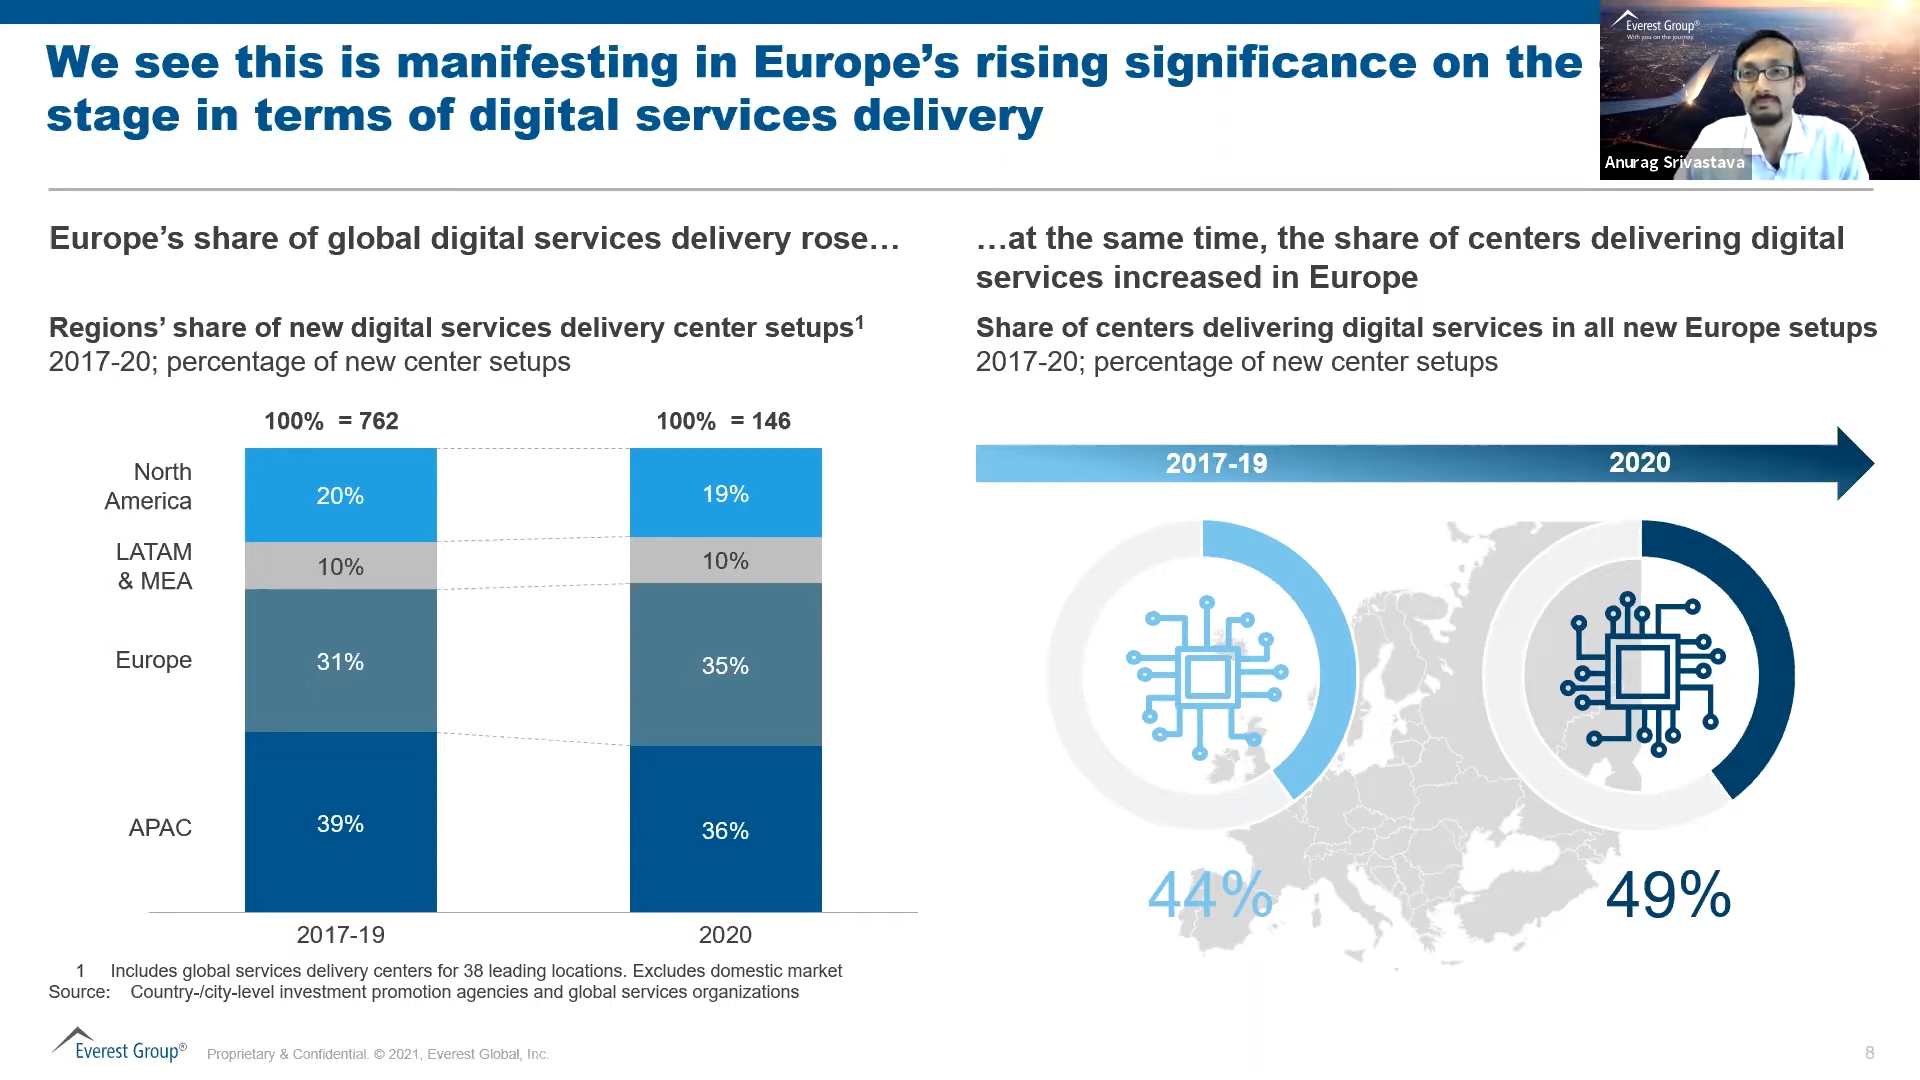 We see this is manifesting in Europe’s rising significance on the
stage in terms of digital services delivery
Everest Group®
With you on the journey
Anurag Srivastava
Europe’s share of global digital services delivery rose…
Regions’ share of new digital services delivery center setups1
2017-20; percentage of new center setups
100% = 762
100% = 146
North
America
20%
19%
LATAM
& MEA
10%
10%
Europe
31%
35%
APAC
39%
36%
2017-19
2020
1 Includes global services delivery centers for 38 leading locations. Excludes domestic market
Source: Country-/city-level investment promotion agencies and global services organizations
…at the same time, the share of centers delivering digital
services increased in Europe
Share of centers delivering digital services in all new Europe setups
2017-20; percentage of new center setups
2017-19
2020
44%
49%
Everest Group®
Proprietary & Confidential. © 2021, Everest Global, Inc.
8